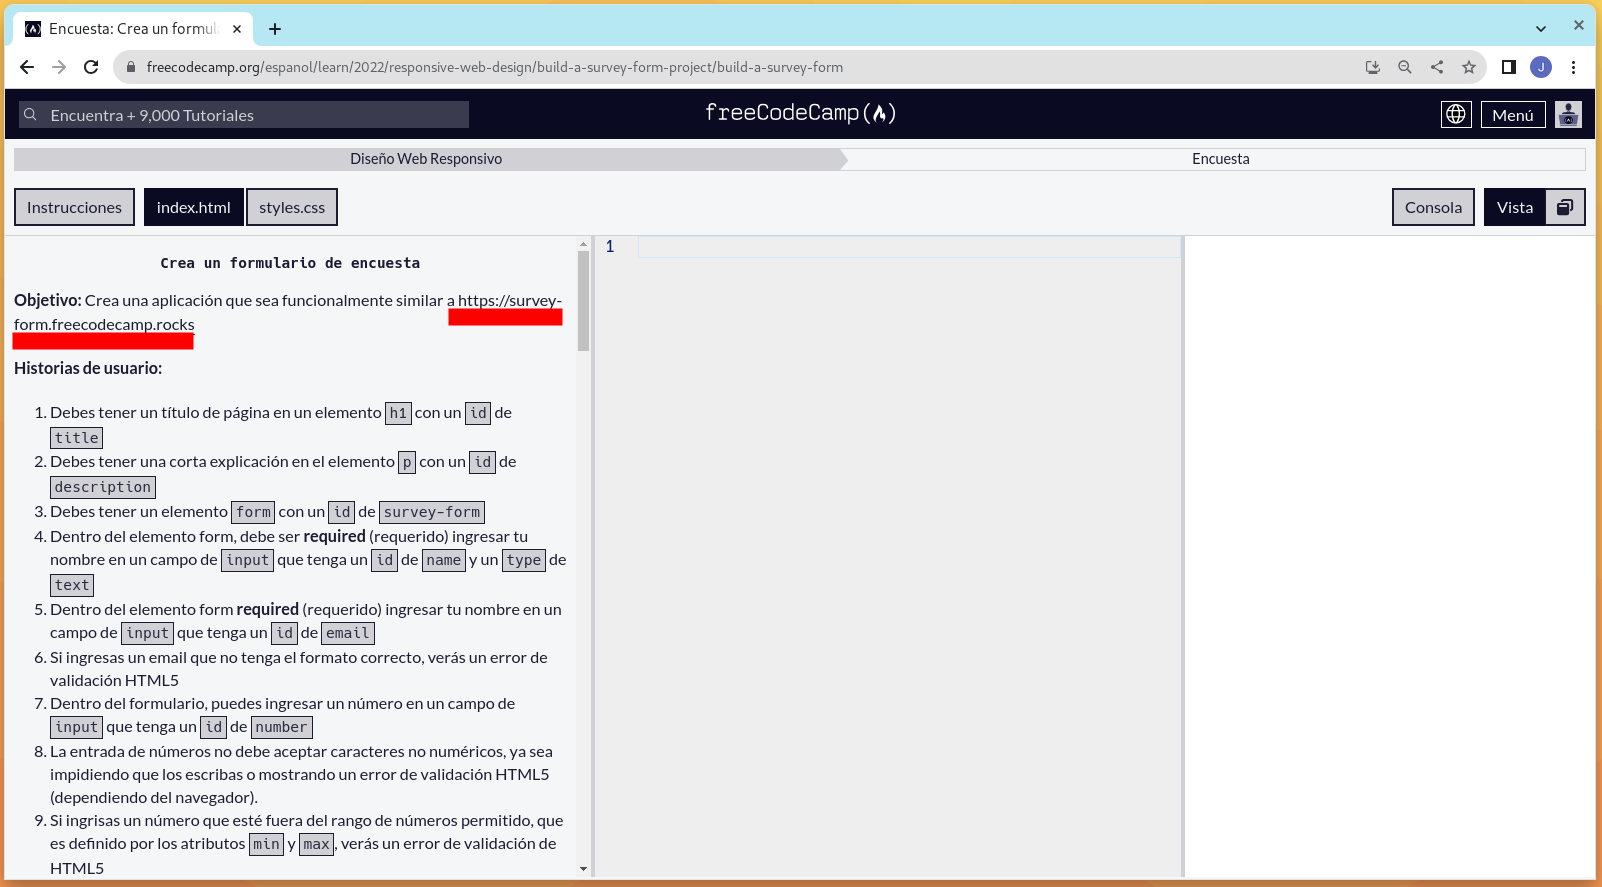 Encuesta: Crea un formul
freecodecamp.org/espanol/learn/2022/responsive-web-design/build-a-survey-form-project/build-a-survey-form
J
Encuentra + 9,000 Tutoriales
freeCodeCamp
Menú
Diseño Web Responsivo
Encuesta
Instrucciones
index.html
styles.css
Consola
Vista
Crea un formulario de encuesta
Objetivo: Crea una aplicación que sea funcionalmente similar a https://survey-
form.freecodecamp.rocks
Historias de usuario:
1. Debes tener un título de página en un elemento h1 con un id de
title
2. Debes tener una corta explicación en el elemento p con un id de
description
3. Debes tener un elemento form con un id de survey-form
4. Dentro del elemento form, debe ser required (requerido) ingresar tu
nombre en un campo de input que tenga un id de name y un type de
text
5. Dentro del elemento form required (requerido) ingresar tu nombre en un
campo de input que tenga un id de email
6. Si ingresas un email que no tenga el formato correcto, verás un error de
validación HTML5
7. Dentro del formulario, puedes ingresar un número en un campo de
input que tenga un id de number
8. La entrada de números no debe aceptar caracteres no numéricos, ya sea
impidiendo que los escribas o mostrando un error de validación HTML5
(dependiendo del navegador).
9. Si ingrisas un número que esté fuera del rango de números permitido, que
es definido por los atributos min y max, verás un error de validación de
HTML5
1